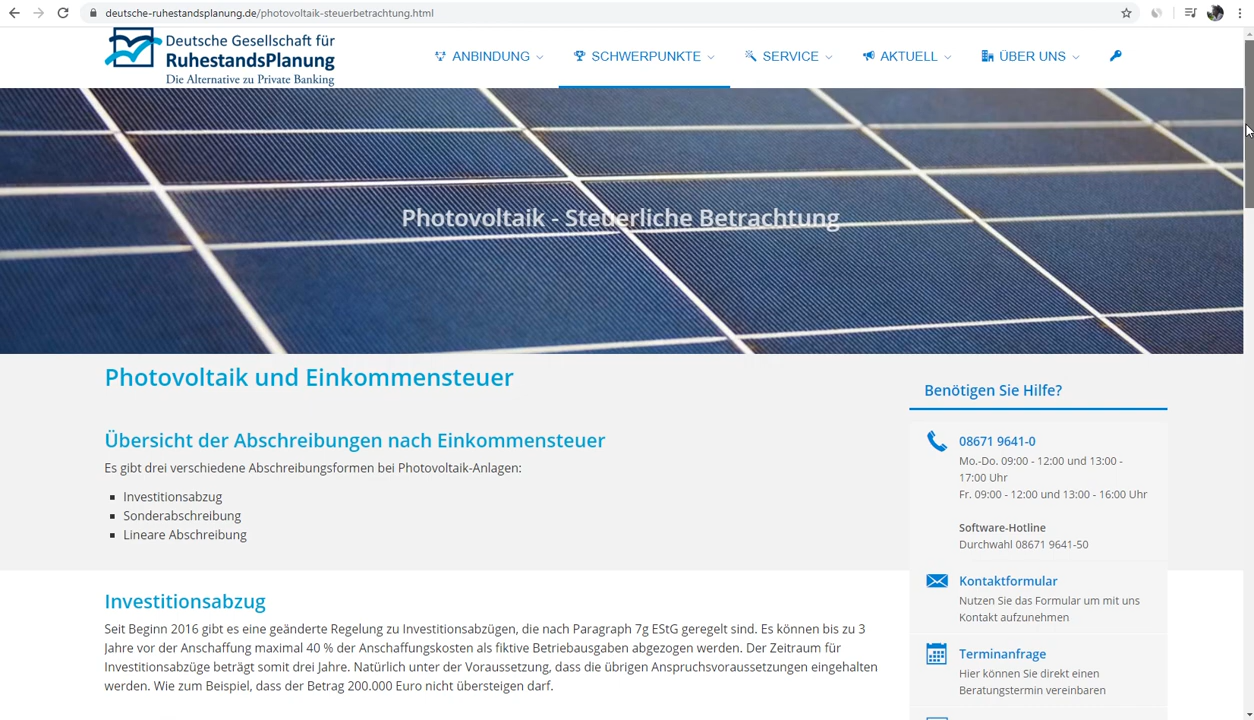 deutsche-ruhestandsplanung.de/photovoltaik-steuerbetrachtung.html
Deutsche Gesellschaft für
RuhestandsPlanung
Die Alternative zu Private Banking
ANBINDUNG
SCHWERPUNKTE
SERVICE
AKTUELL
ÜBER UNS
Photovoltaik - Steuerliche Betrachtung
Photovoltaik und Einkommensteuer
Übersicht der Abschreibungen nach Einkommensteuer
Es gibt drei verschiedene Abschreibungsformen bei Photovoltaik-Anlagen:
Investitionsabzug
Sonderabschreibung
Lineare Abschreibung
Investitionsabzug
Seit Beginn 2016 gibt es eine geänderte Regelung zu Investitionsabzügen, die nach Paragraph 7g EStG geregelt sind. Es können bis zu 3
Jahre vor der Anschaffung maximal 40 % der Anschaffungskosten als fiktive Betriebausgaben abgezogen werden. Der Zeitraum für
Investitionsabzüge beträgt somit drei Jahre. Natürlich unter der Voraussetzung, dass die übrigen Anspruchsvoraussetzungen eingehalten
werden. Wie zum Beispiel, dass der Betrag 200.000 Euro nicht übersteigen darf.
Benötigen Sie Hilfe?
08671 9641-0
Mo.-Do. 09:00 - 12:00 und 13:00 -
17:00 Uhr
Fr. 09:00 - 12:00 und 13:00 - 16:00 Uhr
Software-Hotline
Durchwahl 08671 9641-50
Kontaktformular
Nutzen Sie das Formular um mit uns
Kontakt aufzunehmen
Terminanfrage
Hier können Sie direkt einen
Beratungstermin vereinbaren